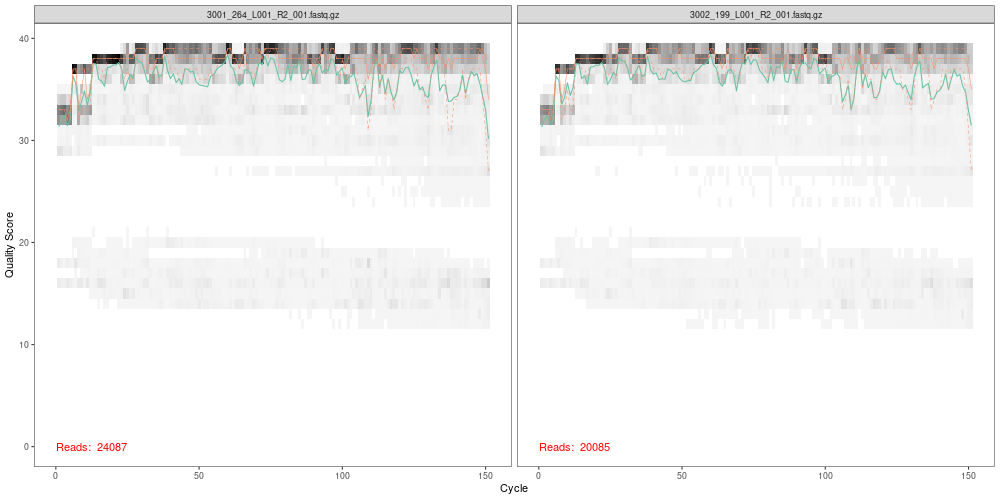 3001_264_L001_R2_001.fastq.gz
3002_199_L001_R2_001.fastq.gz
Quality Score
40
30
20
10
0
Reads: 24087
Reads: 20085
0
50
100
150
0
50
100
150
Cycle